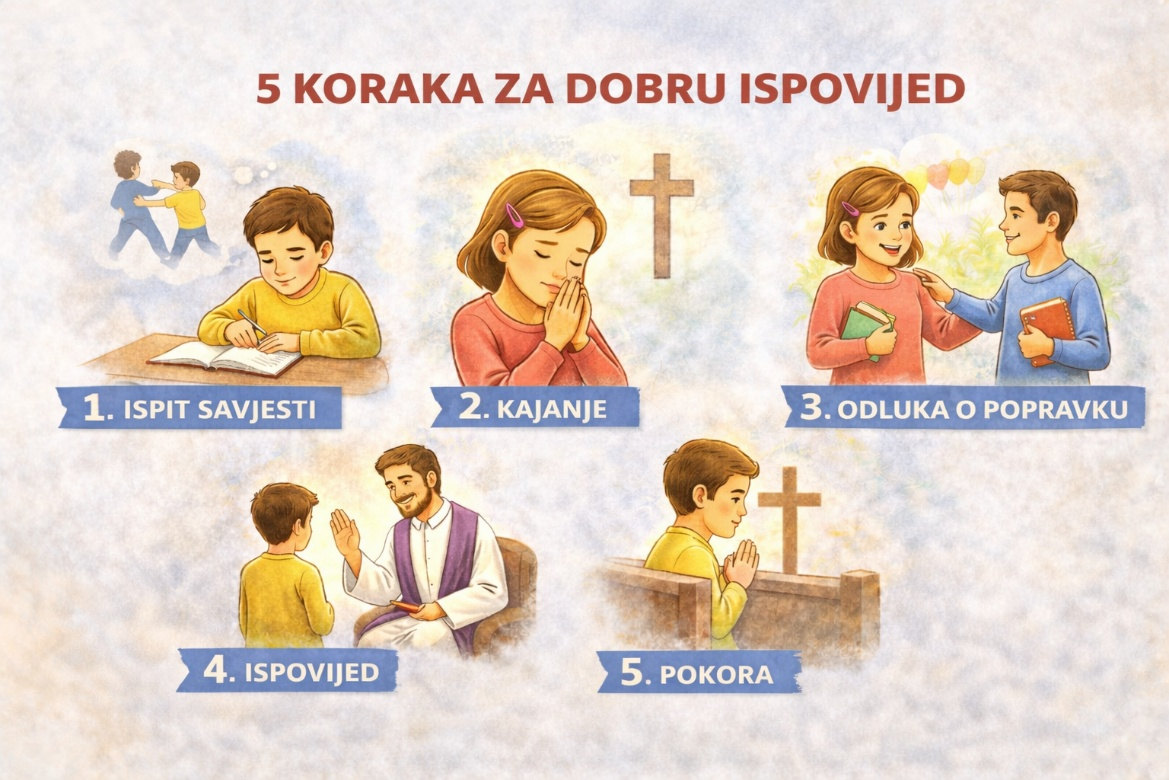 5 KORAKA ZA DOBRU ISPOVIJED
1. ISPIT SAVJESTI
2. KAJANJE
3. ODLUKA O POPRAVKU
4. ISPOVIJED
5. POKORA